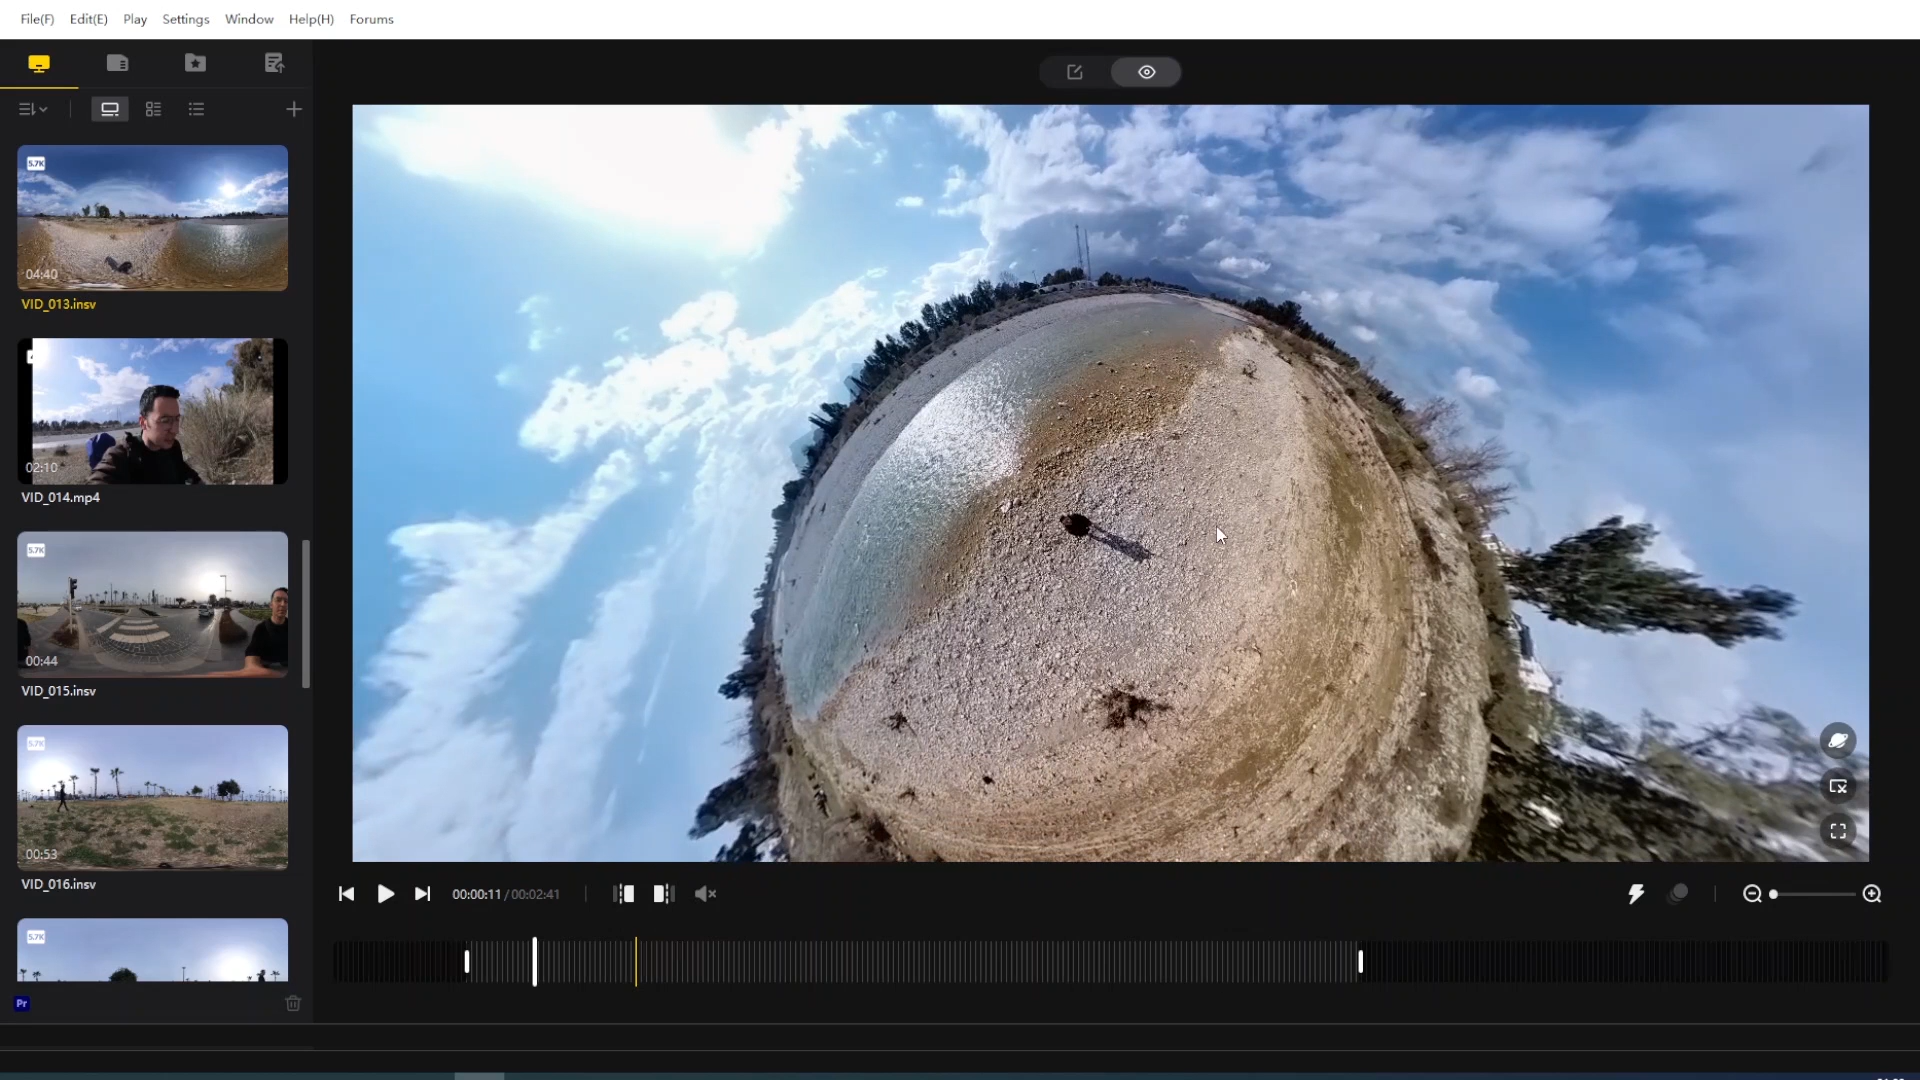 File(F) Edit(E) Play Settings Window Help(H) Forums
5.7K
04:40
VID_013.insv
02:10
VID_014.mp4
5.7K
00:44
VID_015.insv
5.7K
00:53
VID_016.insv
5.7K
Pr
00:00:11 / 00:02:41